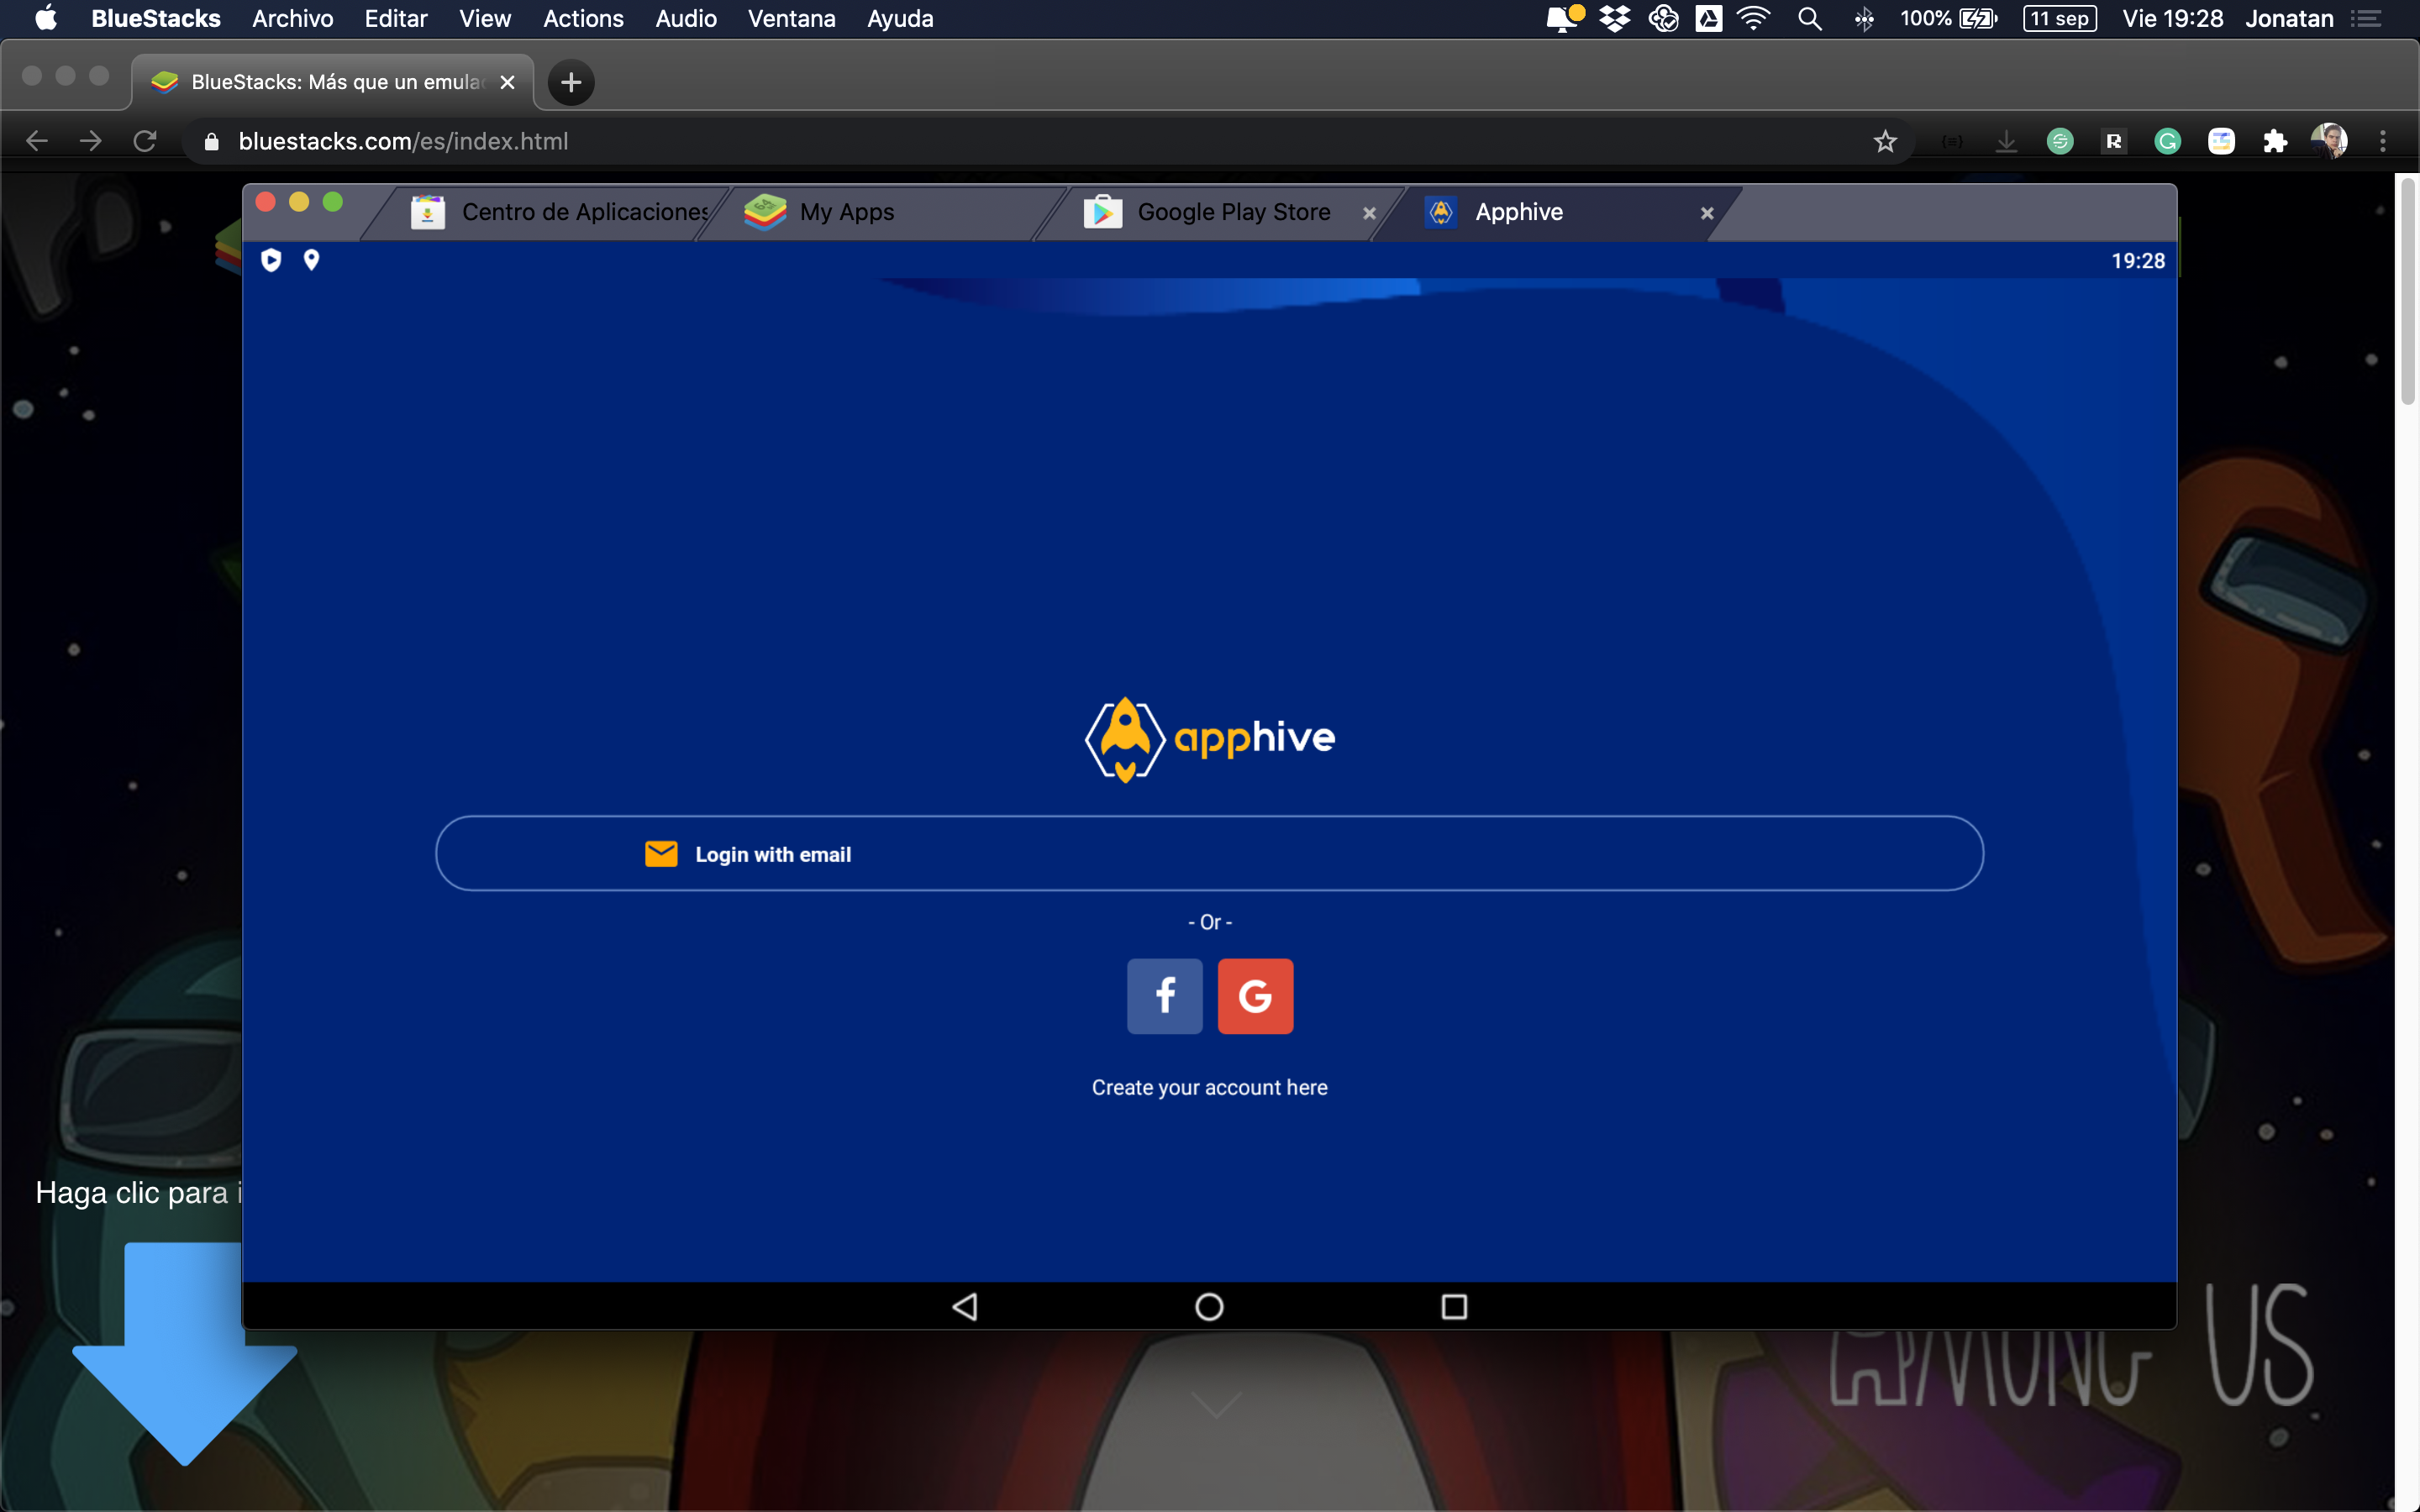 BlueStacks Archivo Editar View Actions Audio Ventana Ayuda 100% 11 sep Vie 19:28 Jonatan
BlueStacks: Más que un emula
bluestacks.com/es/index.html
Centro de Aplicaciones My Apps Google Play Store Apphive
19:28
apphive
Login with email
- Or -
Create your account here
Haga clic para i
AMONG US